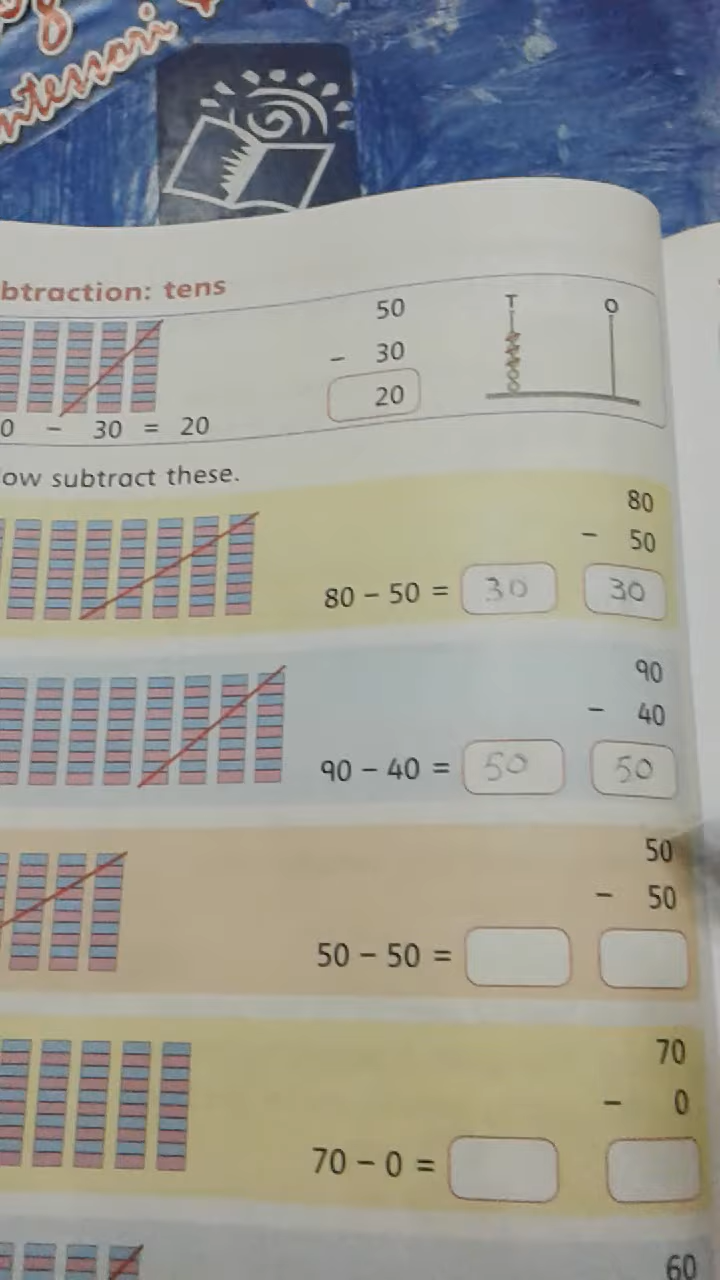 ntessori
btraction: tens
50
- 30
20
T O
0 - 30 = 20
ow subtract these.
80
- 50
80 - 50 = 30 30
90
- 40
90 - 40 = 50 50
50
- 50
50 - 50 =
70
- 0
70 - 0 =
60